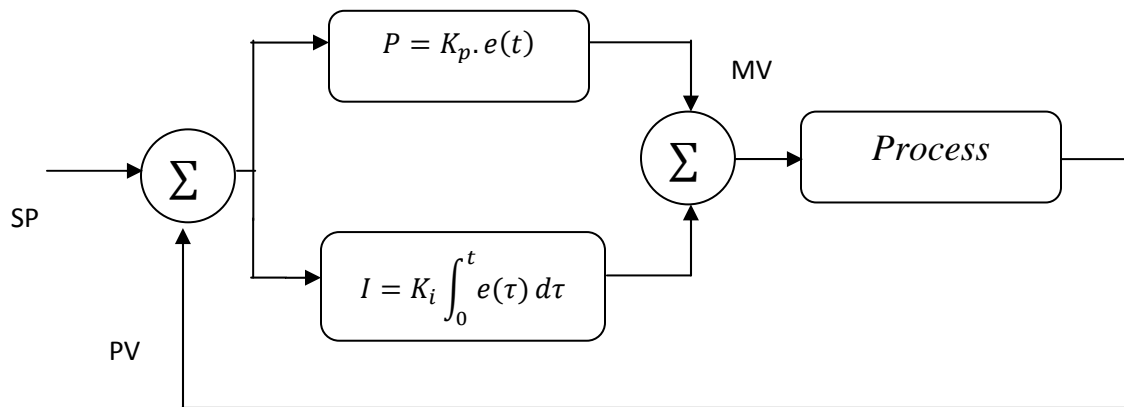 P = K_p . e(t)
MV
Σ
Σ
Process
SP
I = K_i ∫_0^t e(τ) dτ
PV